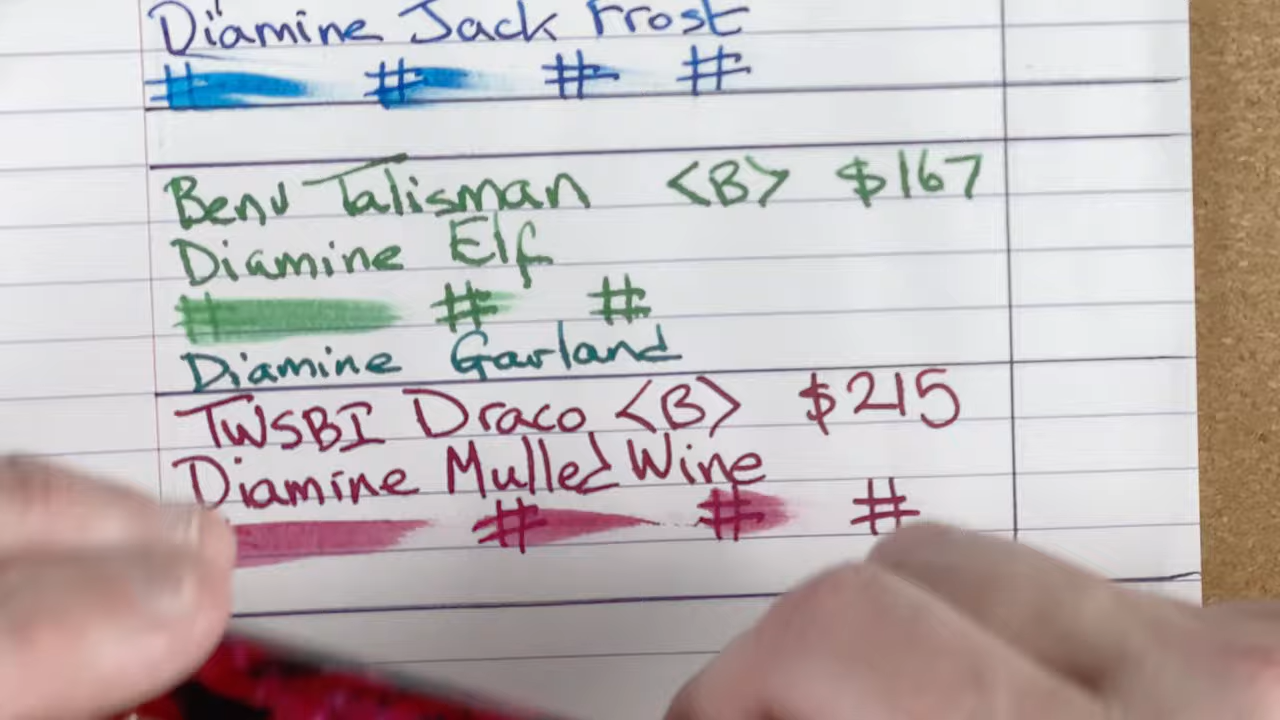 Diamine Jack Frost
# # # #
Benu Talisman <B> $167
Diamine Elf
# # #
Diamine Garland
TWSBI Draco <B> $215
Diamine Mulled Wine
# # #